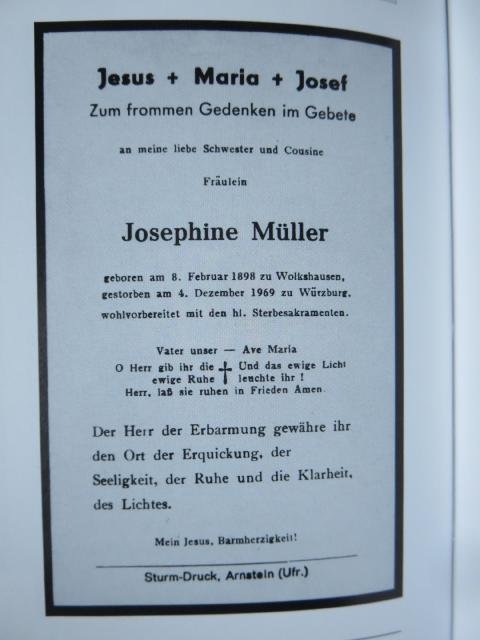 Jesus + Maria + Josef
Zum frommen Gedenken im Gebete
an meine liebe Schwester und Cousine
Fräulein
Josephine Müller
geboren am 8. Februar 1898 zu Wolkshausen,
gestorben am 4. Dezember 1969 zu Würzburg,
wohlvorbereitet mit den hl. Sterbesakramenten.
Vater unser — Ave Maria
O Herr gib ihr die † Und das ewige Licht
ewige Ruhe leuchte ihr !
Herr, laß sie ruhen in Frieden Amen.
Der Herr der Erbarmung gewähre ihr
den Ort der Erquickung, der
Seeligkeit, der Ruhe und die Klarheit,
des Lichtes.
Mein Jesus, Barmherzigkeit!
Sturm-Druck, Arnstein (Ufr.)